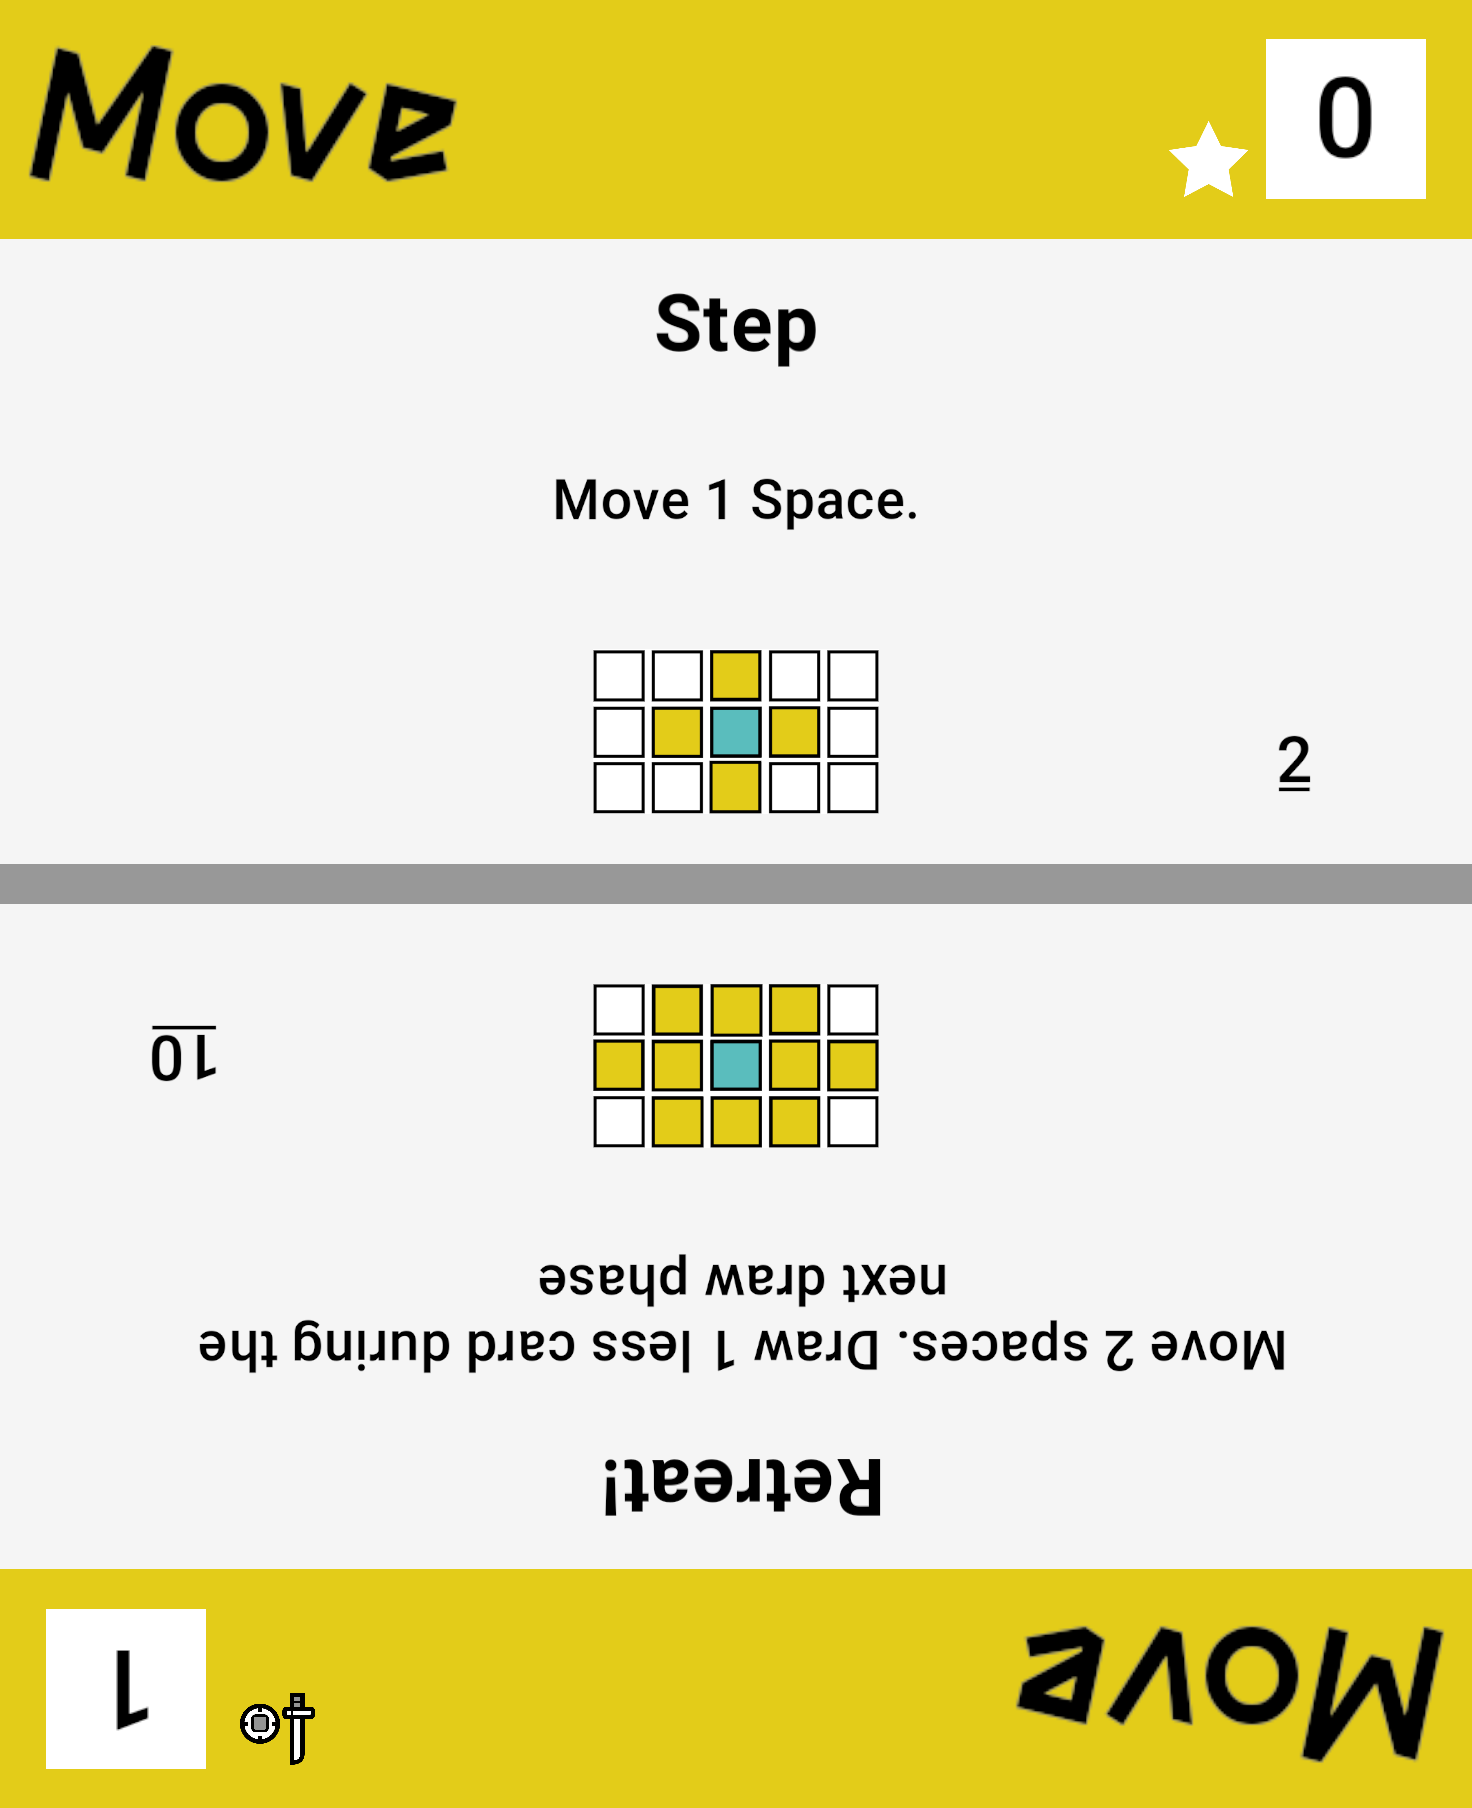 Move
0
Step
Move 1 Space.
2
Move
1
Retreat!
Move 2 spaces. Draw 1 less card during the
next draw phase
10